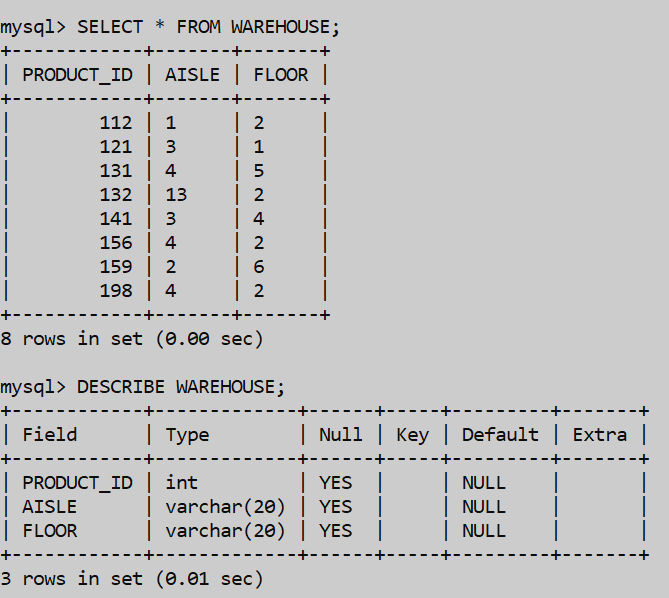 mysql> SELECT * FROM WAREHOUSE;
+------------+-------+-------+
| PRODUCT_ID | AISLE | FLOOR |
+------------+-------+-------+
|        112 | 1     | 2     |
|        121 | 3     | 1     |
|        131 | 4     | 5     |
|        132 | 13    | 2     |
|        141 | 3     | 4     |
|        156 | 4     | 2     |
|        159 | 2     | 6     |
|        198 | 4     | 2     |
+------------+-------+-------+
8 rows in set (0.00 sec)

mysql> DESCRIBE WAREHOUSE;
+------------+-------------+------+-----+---------+-------+
| Field      | Type        | Null | Key | Default | Extra |
+------------+-------------+------+-----+---------+-------+
| PRODUCT_ID | int         | YES  |     | NULL    |       |
| AISLE      | varchar(20) | YES  |     | NULL    |       |
| FLOOR      | varchar(20) | YES  |     | NULL    |       |
+------------+-------------+------+-----+---------+-------+
3 rows in set (0.01 sec)